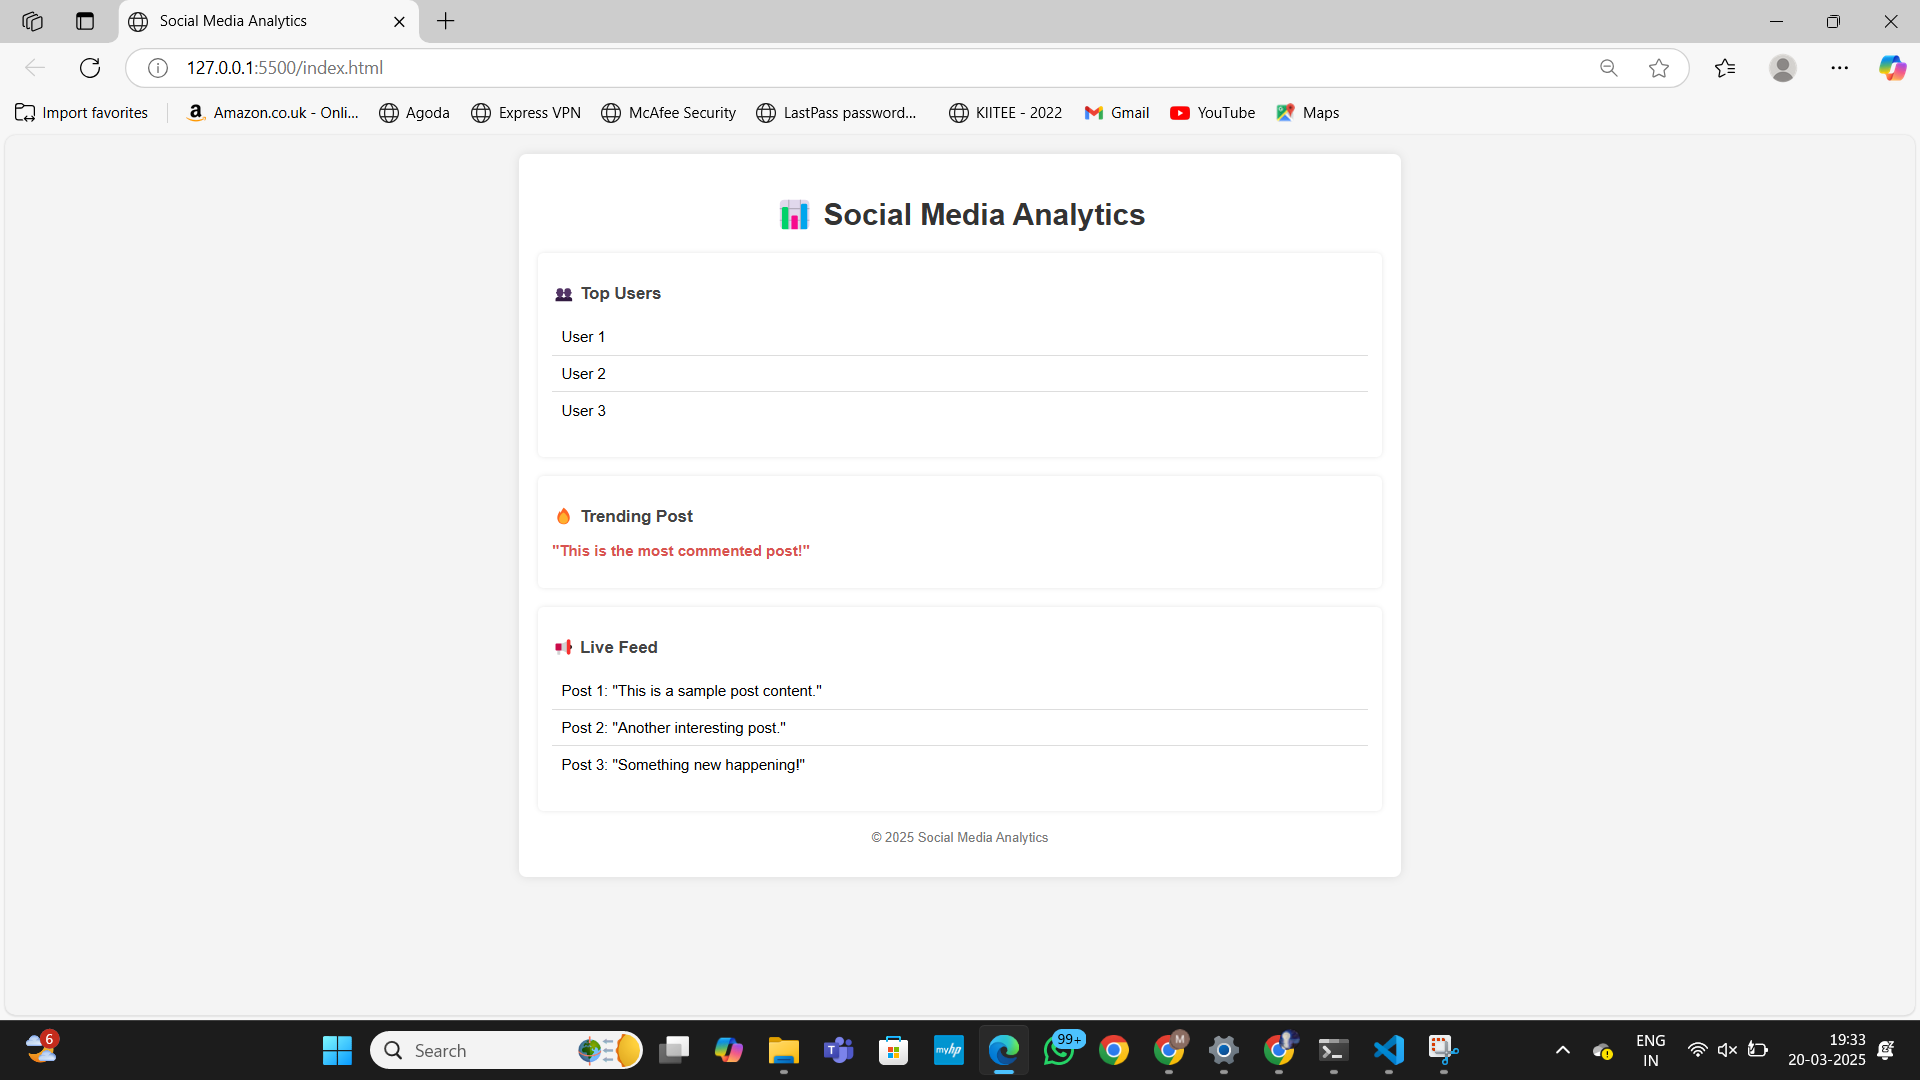 Social Media Analytics
127.0.0.1:5500/index.html
Import favorites
a Amazon.co.uk - Onli...
Agoda
Express VPN
McAfee Security
LastPass password...
KIITEE - 2022
Gmail
YouTube
Maps
Social Media Analytics
Top Users
User 1
User 2
User 3
Trending Post
"This is the most commented post!"
Live Feed
Post 1: "This is a sample post content."
Post 2: "Another interesting post."
Post 3: "Something new happening!"
© 2025 Social Media Analytics
6
Search
myhp
99+
M
ENG
IN
19:33
20-03-2025